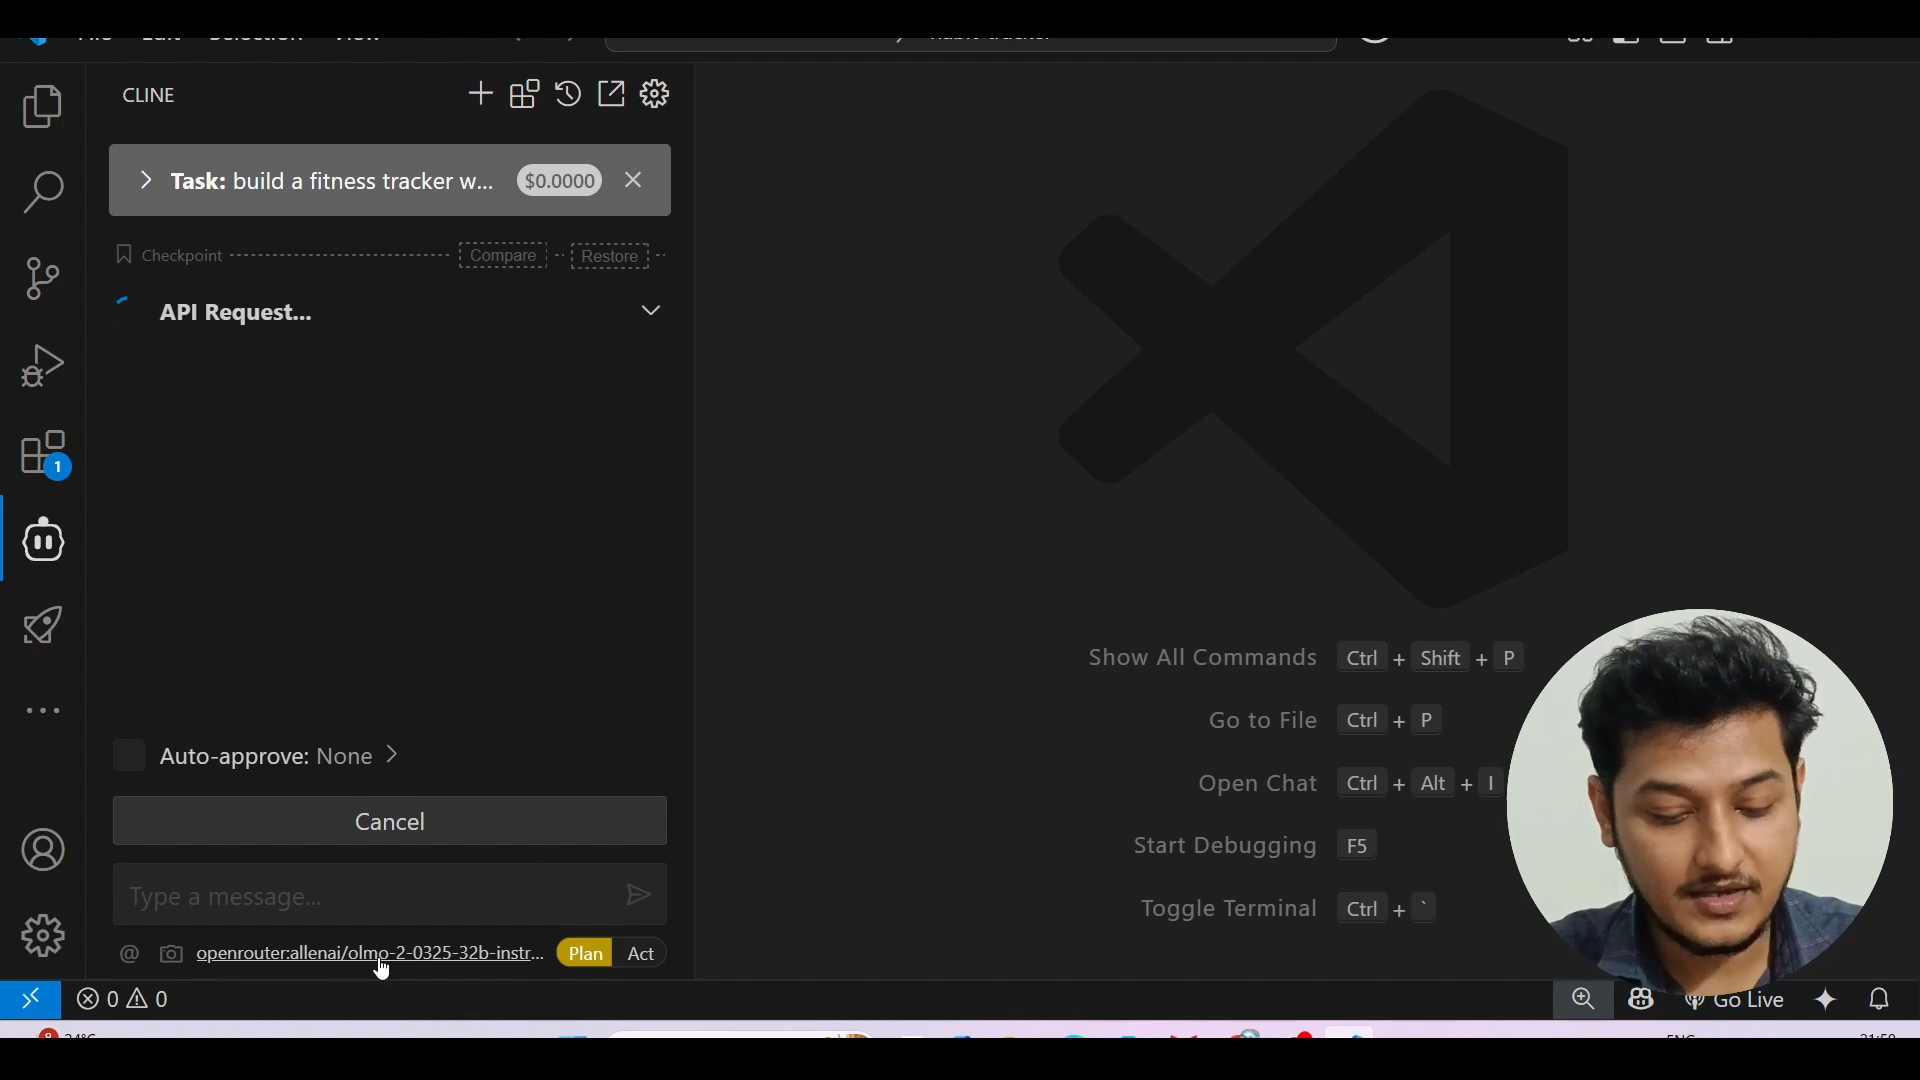 CLINE
Task: build a fitness tracker w... $0.0000
Checkpoint Compare Restore
API Request...
1
Auto-approve: None
Cancel
Type a message...
@ openrouter:allenai/olmo-2-0325-32b-instr... Plan Act
Show All Commands Ctrl + Shift + P
Go to File Ctrl + P
Open Chat Ctrl + Alt + I
Start Debugging F5
Toggle Terminal Ctrl + `
0 0
Go Live